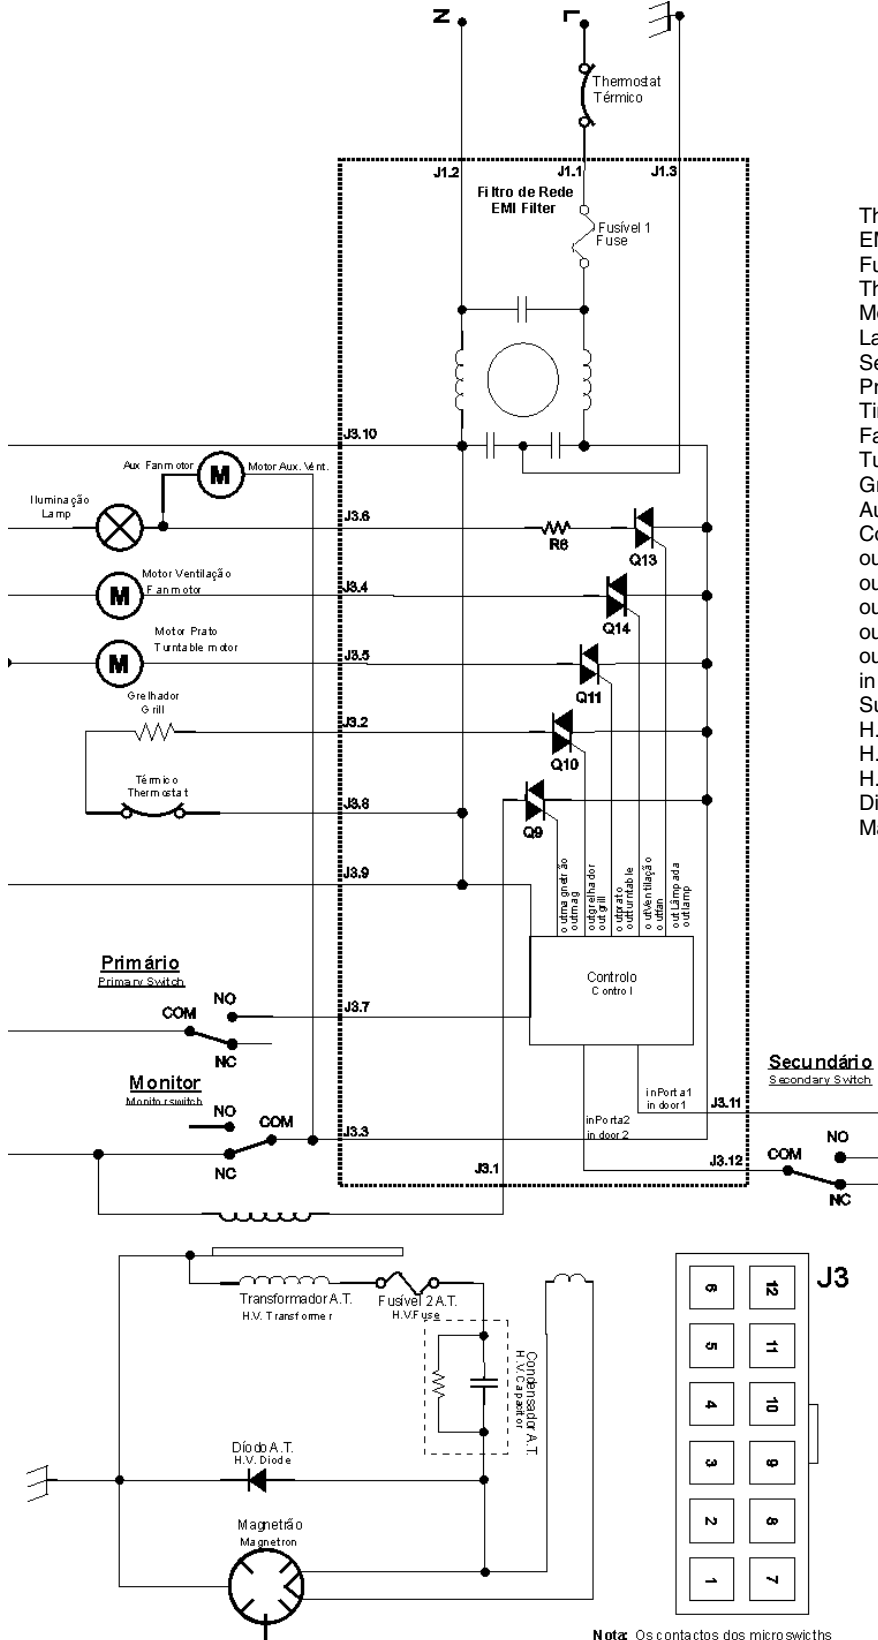 N
L
Thermostat
Térmico
J1.2
J1.1
J1.3
Filtro de Rede
EMI Filter
Fusível 1
Fuse
J3.10
Aux Fanmotor
M
Motor Aux. Vent.
Iluminação
Lamp
J3.6
R6
Q13
Motor Ventilação
Fanmotor
M
J3.4
Q14
Motor Prato
Turntable motor
M
J3.5
Q11
Grelhador
Grill
J3.2
Q10
Térmico
Thermostat
J3.8
Q9
J3.9
outmagnetrão
outmag
outgrelhador
outgrill
outprato
outturntable
outVentilação
outfan
outLâmpada
outlamp
Controlo
Control
Primário
Primary Switch
NO
COM
NC
J3.7
Monitor
Monitor switch
NO
COM
NC
J3.3
J3.1
inPorta1
in door1
J3.11
inPorta2
in door2
J3.12
Secundário
Secondary Switch
NO
COM
NC
Transformador A.T.
H.V. Transformer
Fusível 2 A.T.
H.V.Fuse
Condensador A.T.
H.V.Capacitor
Díodo A.T.
H.V. Diode
Magnetrão
Magnetron
J3
6 12
5 11
4 10
3 9
2 8
1 7
Nota: Os contactos dos microswicths